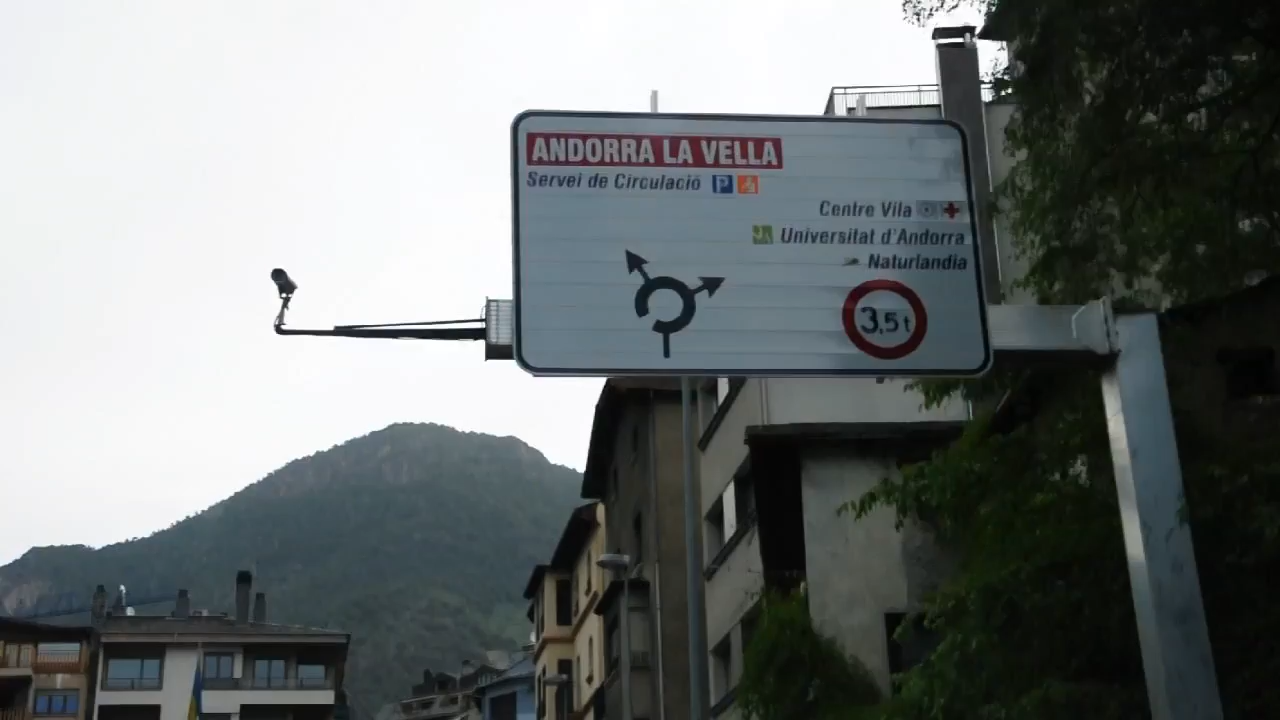 ANDORRA LA VELLA
Servei de Circulació P
Centre Vila
Universitat d'Andorra
Naturlandia
3,5 t